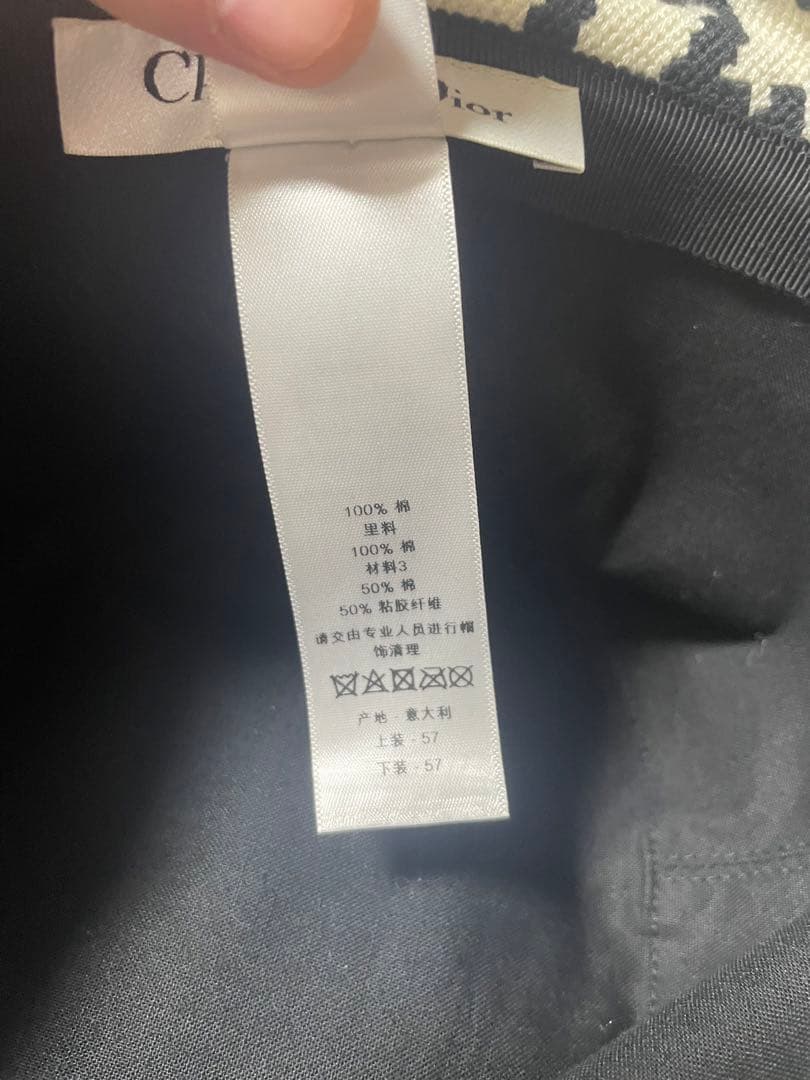 Ch Dior
100% 棉
里料
100% 棉
材料3
50% 棉
50% 粘胶纤维
请交由专业人员进行帽
饰清理
产地 - 意大利
上装 - 57
下装 - 57